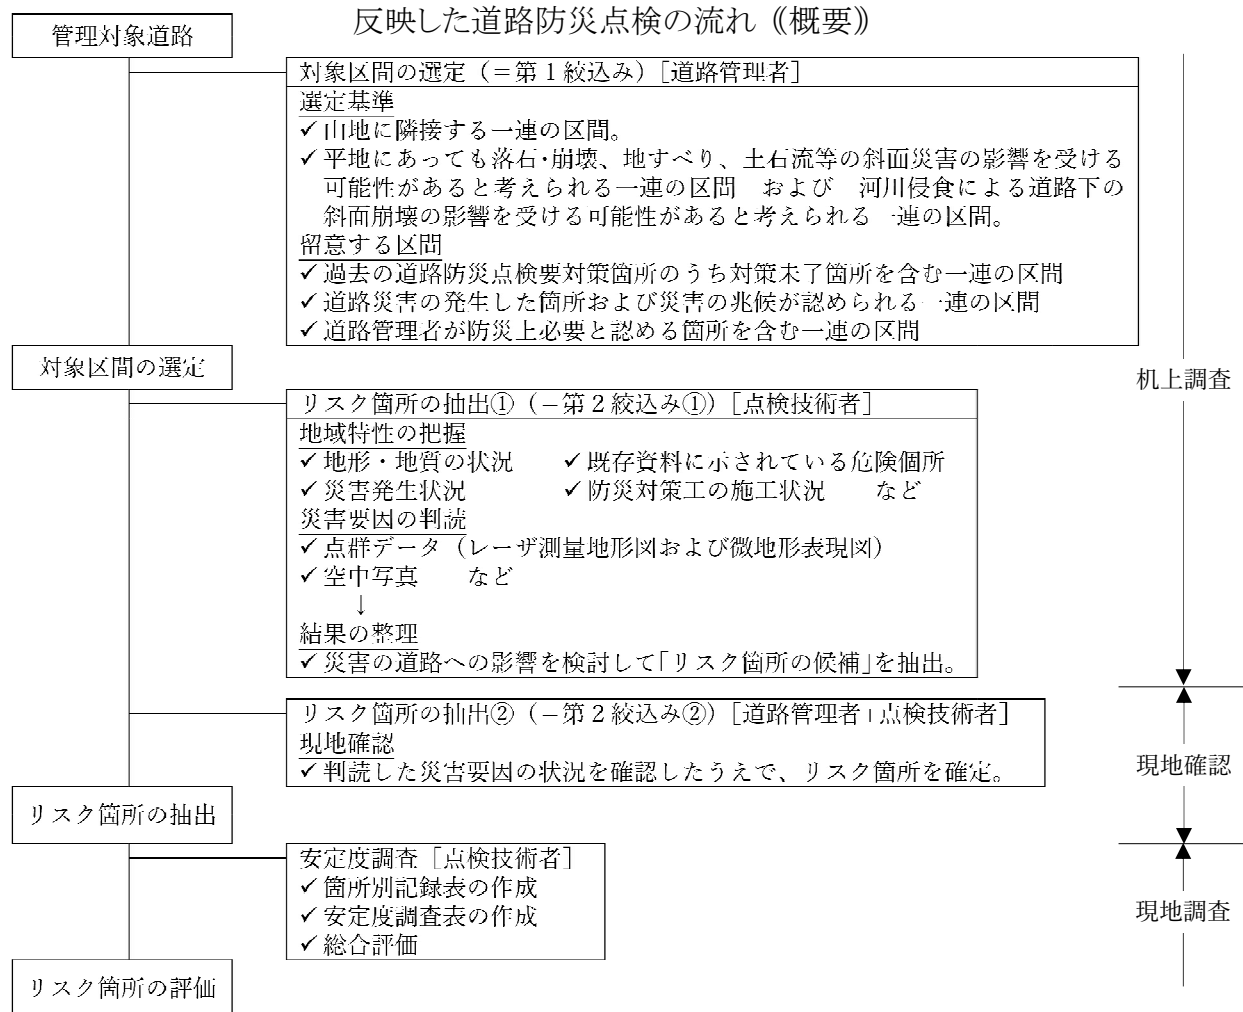 反映した道路防災点検の流れ《(概要)》
管理対象道路
対象区間の選定（＝第１絞込み）［道路管理者］
選定基準
✓山地に隣接する一連の区間。
✓平地にあっても落石・崩壊、地すべり、土石流等の斜面災害の影響を受ける
可能性があると考えられる一連の区間　および　河川侵食による道路下の
斜面崩壊の影響を受ける可能性があると考えられる一連の区間。
留意する区間
✓過去の道路防災点検要対策箇所のうち対策未了箇所を含む一連の区間
✓道路災害の発生した箇所および災害の兆候が認められる一連の区間
✓道路管理者が防災上必要と認める箇所を含む一連の区間
対象区間の選定
机上調査
リスク箇所の抽出①（＝第２絞込み①）［点検技術者］
地域特性の把握
✓地形・地質の状況　　✓既存資料に示されている危険個所
✓災害発生状況　　✓防災対策工の施工状況　　など
災害要因の判読
✓点群データ（レーザ測量地形図および微地形表現図）
✓空中写真　　など
↓
結果の整理
✓災害の道路への影響を検討して「リスク箇所の候補」を抽出。
リスク箇所の抽出②（＝第２絞込み②）［道路管理者＋点検技術者］
現地確認
✓判読した災害要因の状況を確認したうえで、リスク箇所を確定。
現地確認
リスク箇所の抽出
安定度調査［点検技術者］
✓箇所別記録表の作成
✓安定度調査表の作成
✓総合評価
現地調査
リスク箇所の評価